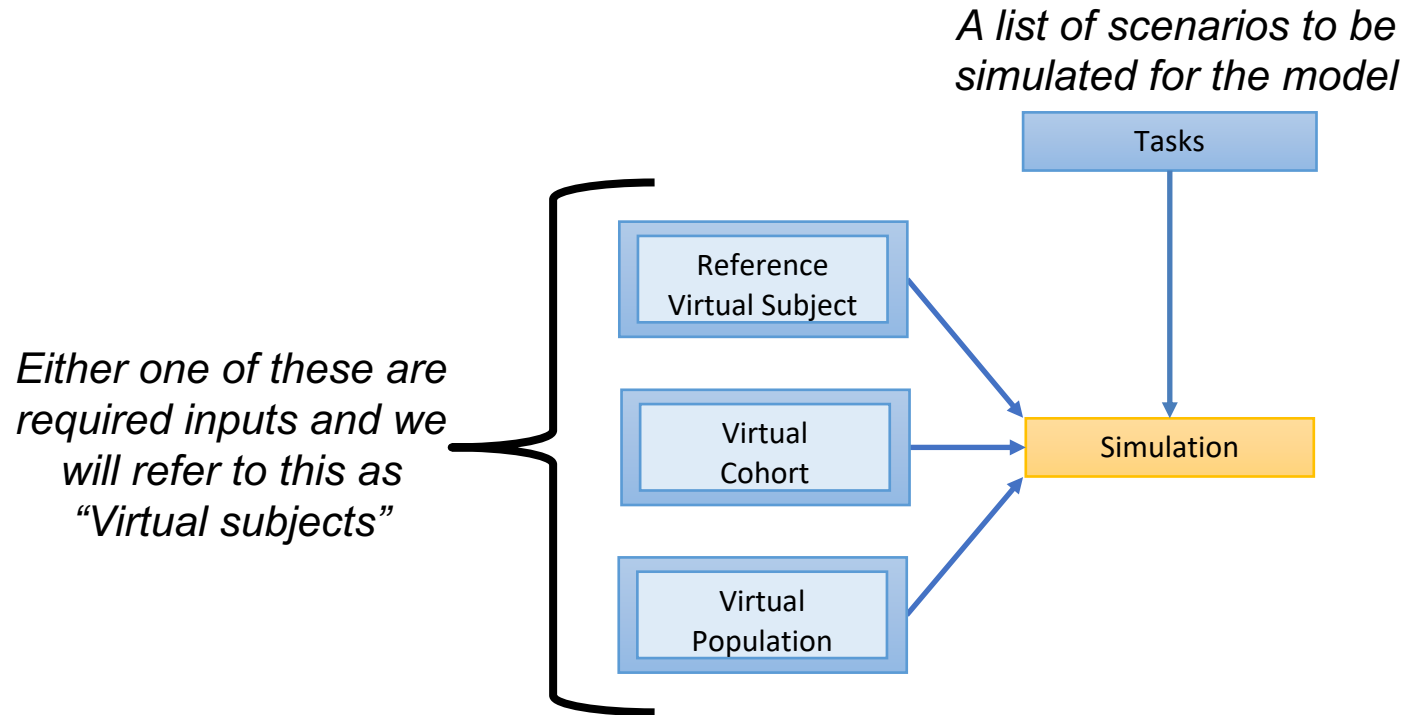 A list of scenarios to be
simulated for the model
Tasks
Reference
Virtual Subject
Either one of these are
required inputs and we
will refer to this as
“Virtual subjects”
Virtual
Cohort
Simulation
Virtual
Population